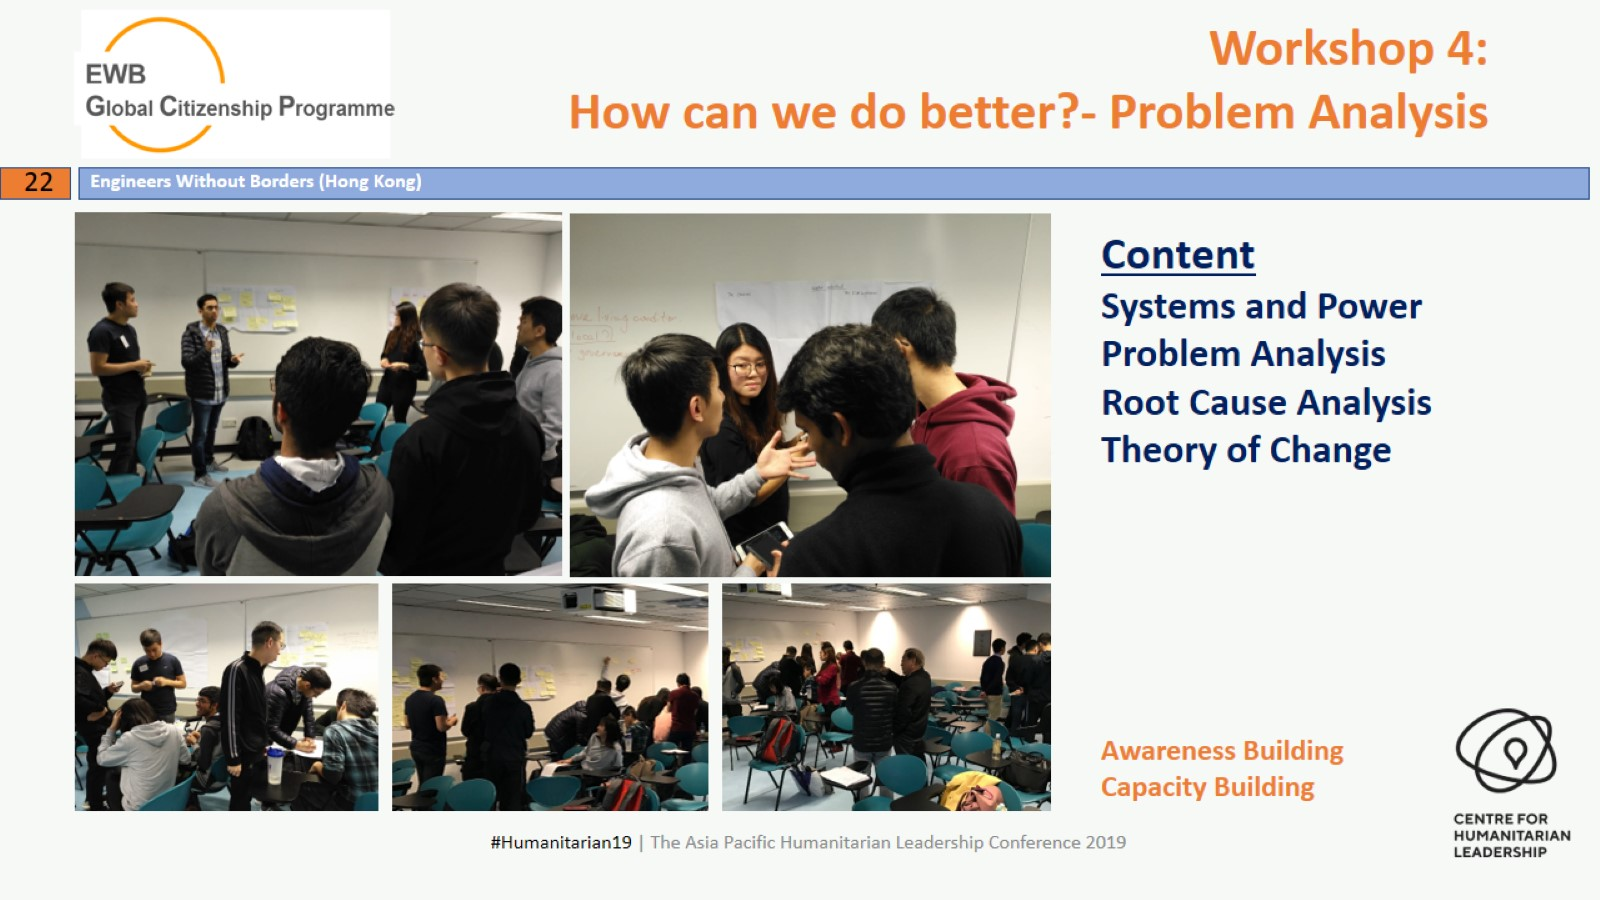 EWB
Global Citizenship Programme
Workshop 4:
How can we do better?- Problem Analysis
22
Engineers Without Borders (Hong Kong)
Content
Systems and Power
Problem Analysis
Root Cause Analysis
Theory of Change
Awareness Building
Capacity Building
CENTRE FOR
HUMANITARIAN
LEADERSHIP
#Humanitarian19 | The Asia Pacific Humanitarian Leadership Conference 2019